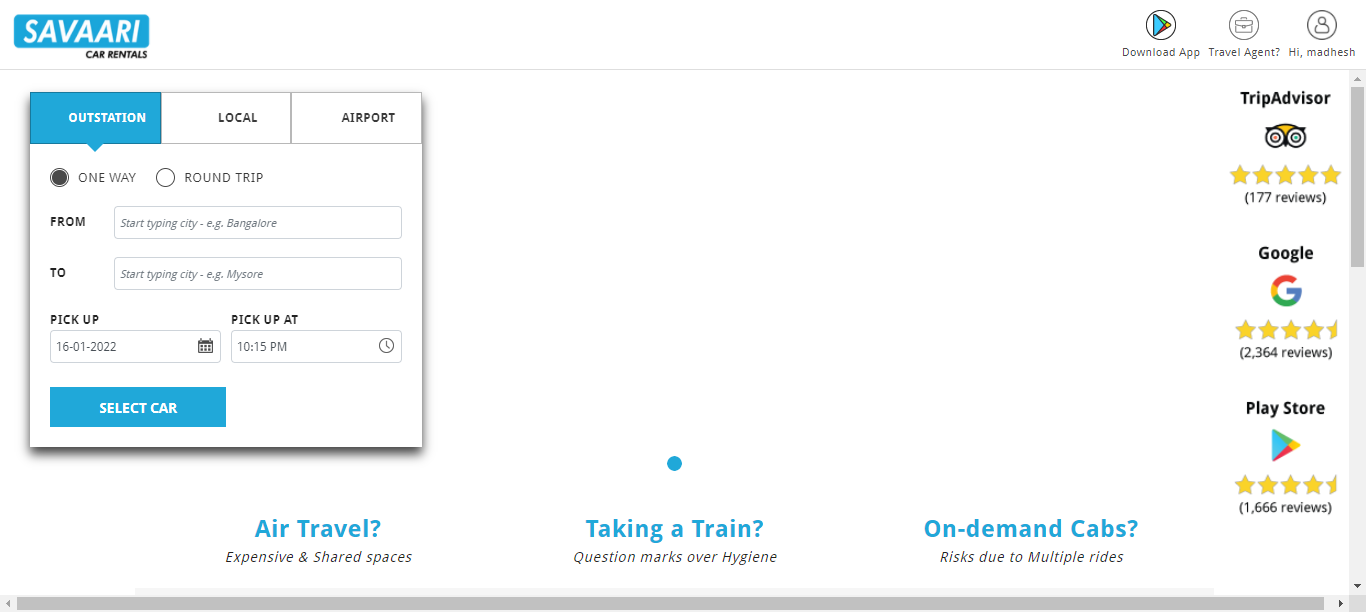 SAVAARI
CAR RENTALS
Download App
Travel Agent?
Hi, madhesh
OUTSTATION
LOCAL
AIRPORT
ONE WAY
ROUND TRIP
FROM
Start typing city - e.g. Bangalore
TO
Start typing city - e.g. Mysore
PICK UP
PICK UP AT
16-01-2022
10:15 PM
SELECT CAR
TripAdvisor
(177 reviews)
Google
(2,364 reviews)
Play Store
(1,666 reviews)
Air Travel?
Expensive & Shared spaces
Taking a Train?
Question marks over Hygiene
On-demand Cabs?
Risks due to Multiple rides